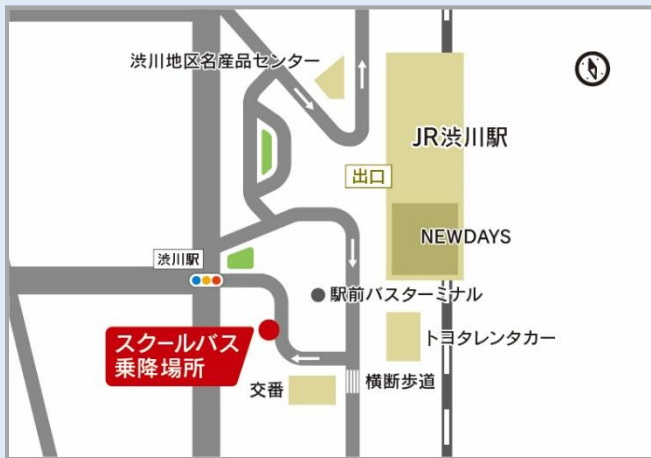 渋川地区名産品センター
JR渋川駅
出口
NEWDAYS
渋川駅
駅前バスターミナル
スクールバス
乗降場所
トヨタレンタカー
交番
横断歩道